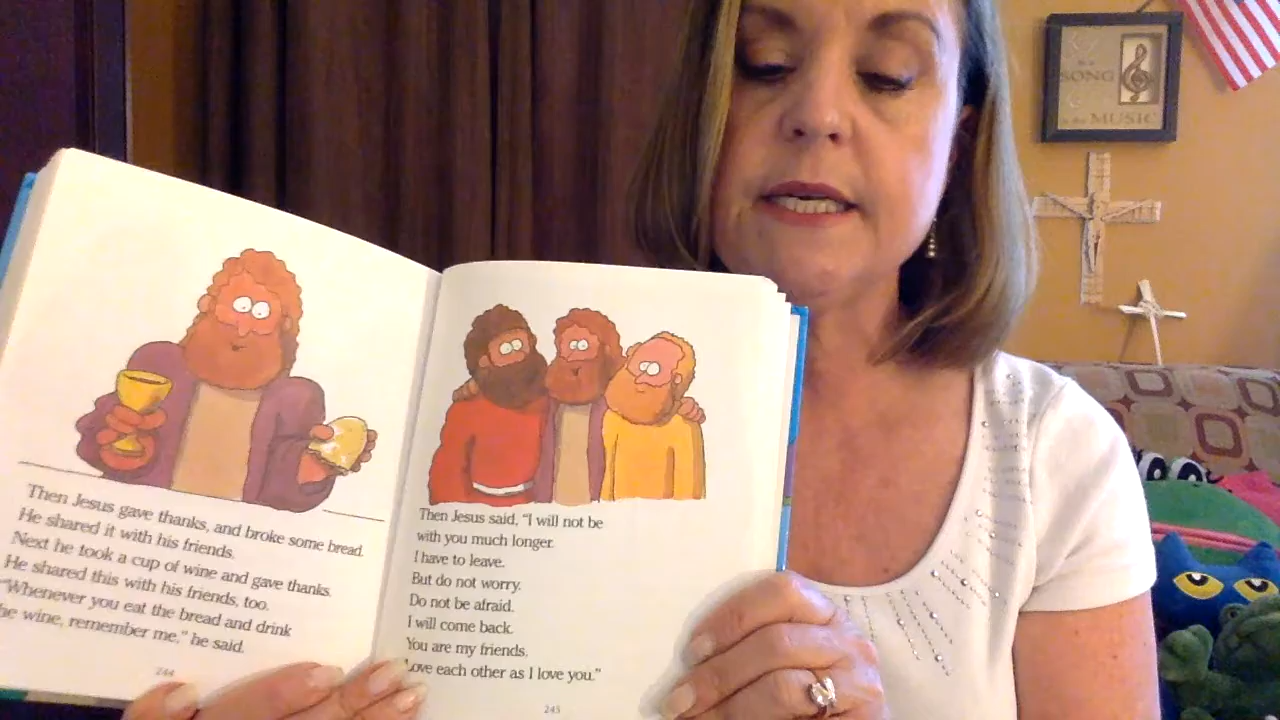 Then Jesus gave thanks, and broke some bread.
He shared it with his friends.
Next he took a cup of wine and gave thanks.
He shared this with his friends, too.
"Whenever you eat the bread and drink
wine, remember me," he said.
244
Then Jesus said, "I will not be
with you much longer.
I have to leave.
But do not worry.
Do not be afraid.
I will come back.
You are my friends.
Love each other as I love you."
245
SONG
MUSIC